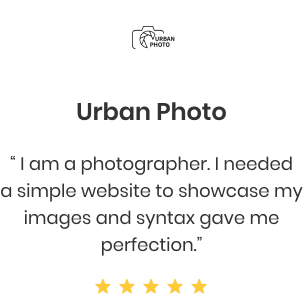 URBAN
PHOTO
Urban Photo
“ I am a photographer. I needed
a simple website to showcase my
images and syntax gave me
perfection.”